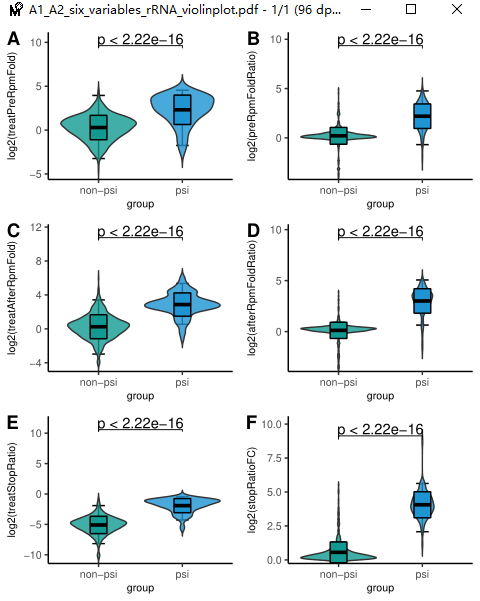 A1_A2_six_variables_rRNA_violinplot.pdf - 1/1 (96 dp...
A
p < 2.22e−16
10
5
0
−5
log2(treatPreRpmFold)
non−psi psi
group
B
p < 2.22e−16
10
5
0
log2(preRpmFoldRatio)
non−psi psi
group
C
p < 2.22e−16
12
8
4
0
−4
log2(treatAfterRpmFold)
non−psi psi
group
D
p < 2.22e−16
10
5
0
log2(afterRpmFoldRatio)
non−psi psi
group
E
p < 2.22e−16
10
5
0
−5
−10
log2(treatStopRatio)
non−psi psi
group
F
p < 2.22e−16
10.0
7.5
5.0
2.5
0.0
log2(stopRatioFC)
non−psi psi
group